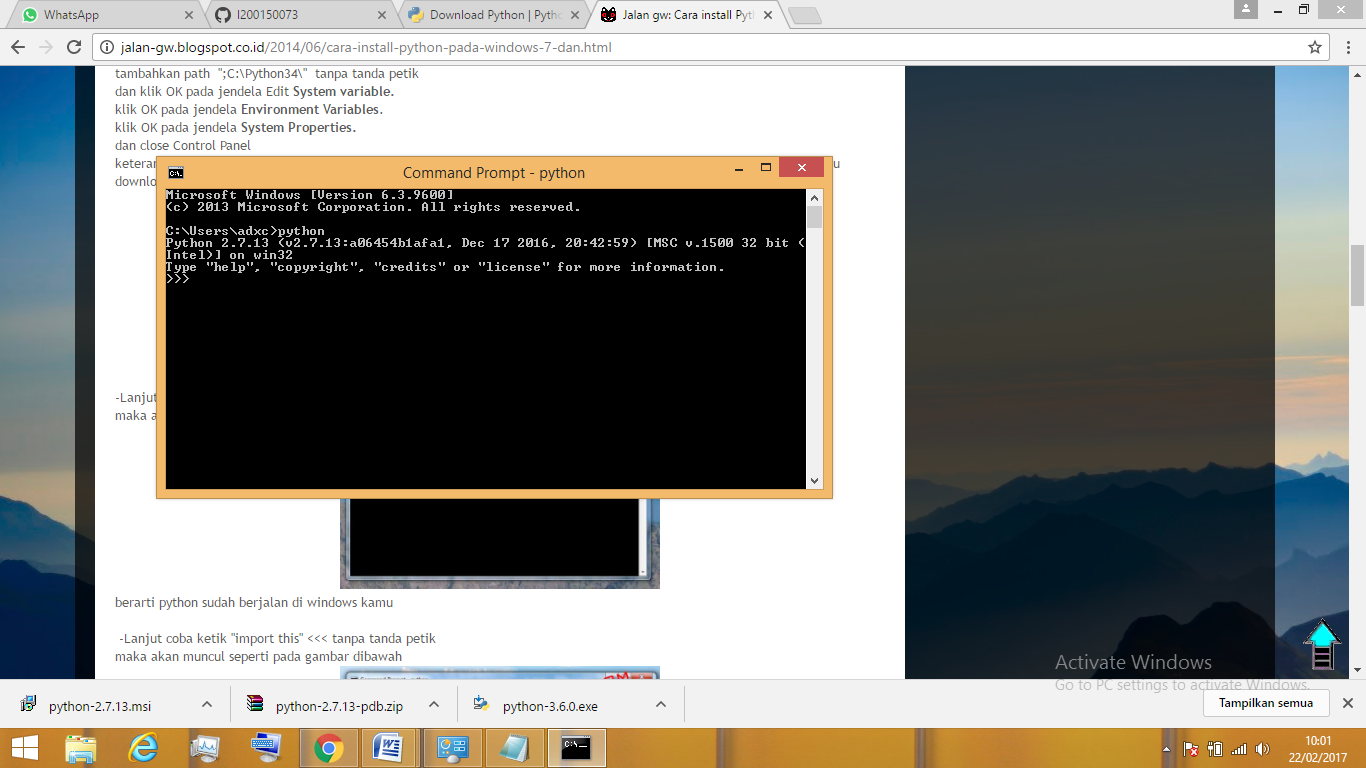 WhatsApp
l200150073
Download Python | Pytho
Jalan gw: Cara install Pyt
jalan-gw.blogspot.co.id/2014/06/cara-install-python-pada-windows-7-dan.html
tambahkan path ";C:\Python34\" tanpa tanda petik
dan klik OK pada jendela Edit System variable.
klik OK pada jendela Environment Variables.
klik OK pada jendela System Properties.
dan close Control Panel
Command Prompt - python
Microsoft Windows [Version 6.3.9600]
(c) 2013 Microsoft Corporation. All rights reserved.
C:\Users\adxc>python
Python 2.7.13 (v2.7.13:a06454b1afa1, Dec 17 2016, 20:42:59) [MSC v.1500 32 bit (
Intel)] on win32
Type "help", "copyright", "credits" or "license" for more information.
>>>
-Lanjut
maka a
berarti python sudah berjalan di windows kamu
-Lanjut coba ketik "import this" <<< tanpa tanda petik
maka akan muncul seperti pada gambar dibawah
Activate Windows
Go to PC settings to activate Windows.
python-2.7.13.msi
python-2.7.13-pdb.zip
python-3.6.0.exe
Tampilkan semua
10:01
22/02/2017